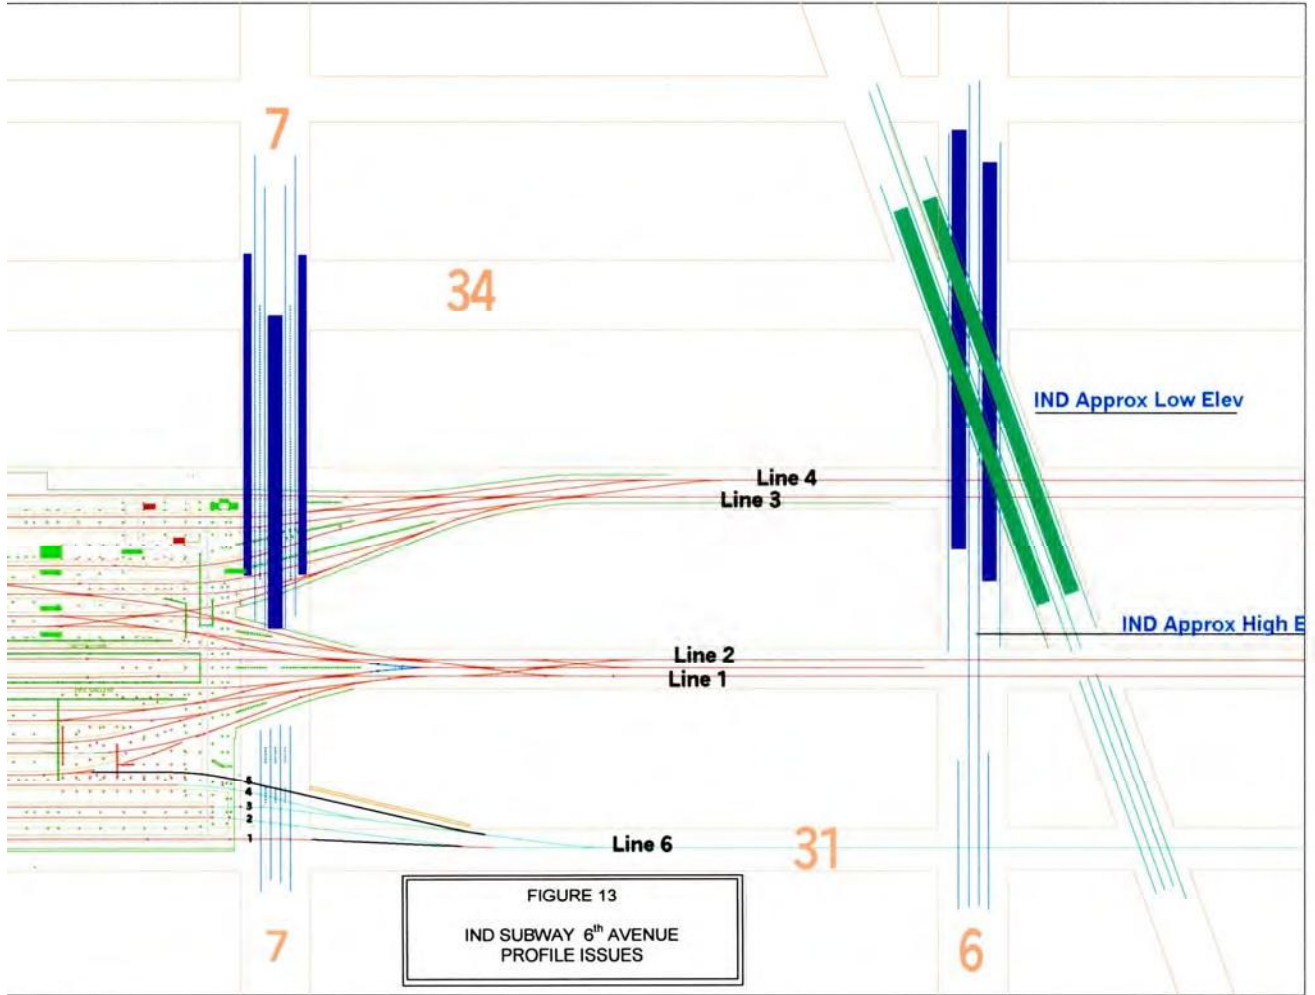 7
34
IND Approx Low Elev
Line 4
Line 3
IND Approx High E
Line 2
Line 1
5
4
3
2
1
Line 6
31
FIGURE 13
IND SUBWAY 6th AVENUE
PROFILE ISSUES
7
6